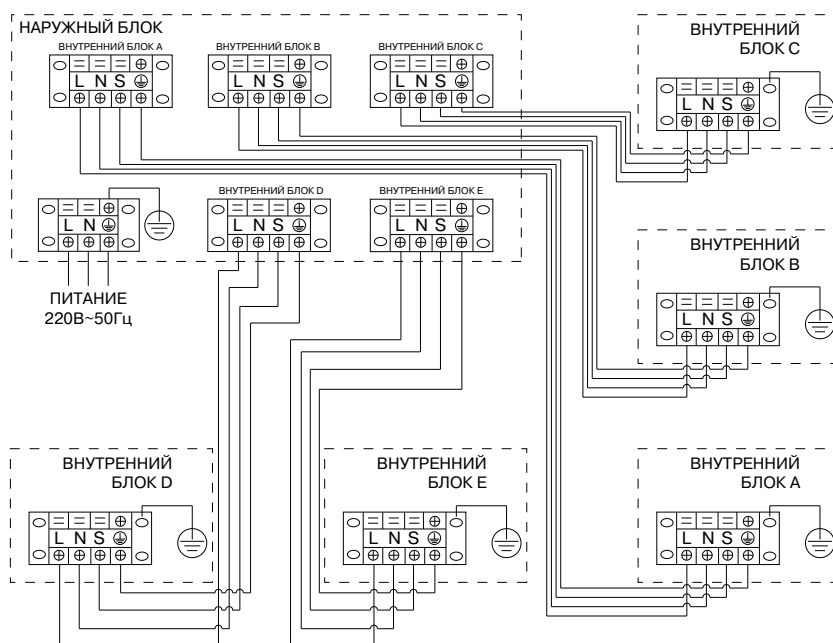 НАРУЖНЫЙ БЛОК
ВНУТРЕННИЙ БЛОК A
ВНУТРЕННИЙ БЛОК B
ВНУТРЕННИЙ БЛОК C
L N S
L N S
L N S
ВНУТРЕННИЙ
БЛОК C
L N S
ВНУТРЕННИЙ БЛОК D
ВНУТРЕННИЙ БЛОК E
L N
L N S
L N S
ПИТАНИЕ
220В~50Гц
ВНУТРЕННИЙ
БЛОК B
L N S
ВНУТРЕННИЙ
БЛОК D
L N S
ВНУТРЕННИЙ
БЛОК E
L N S
ВНУТРЕННИЙ
БЛОК A
L N S